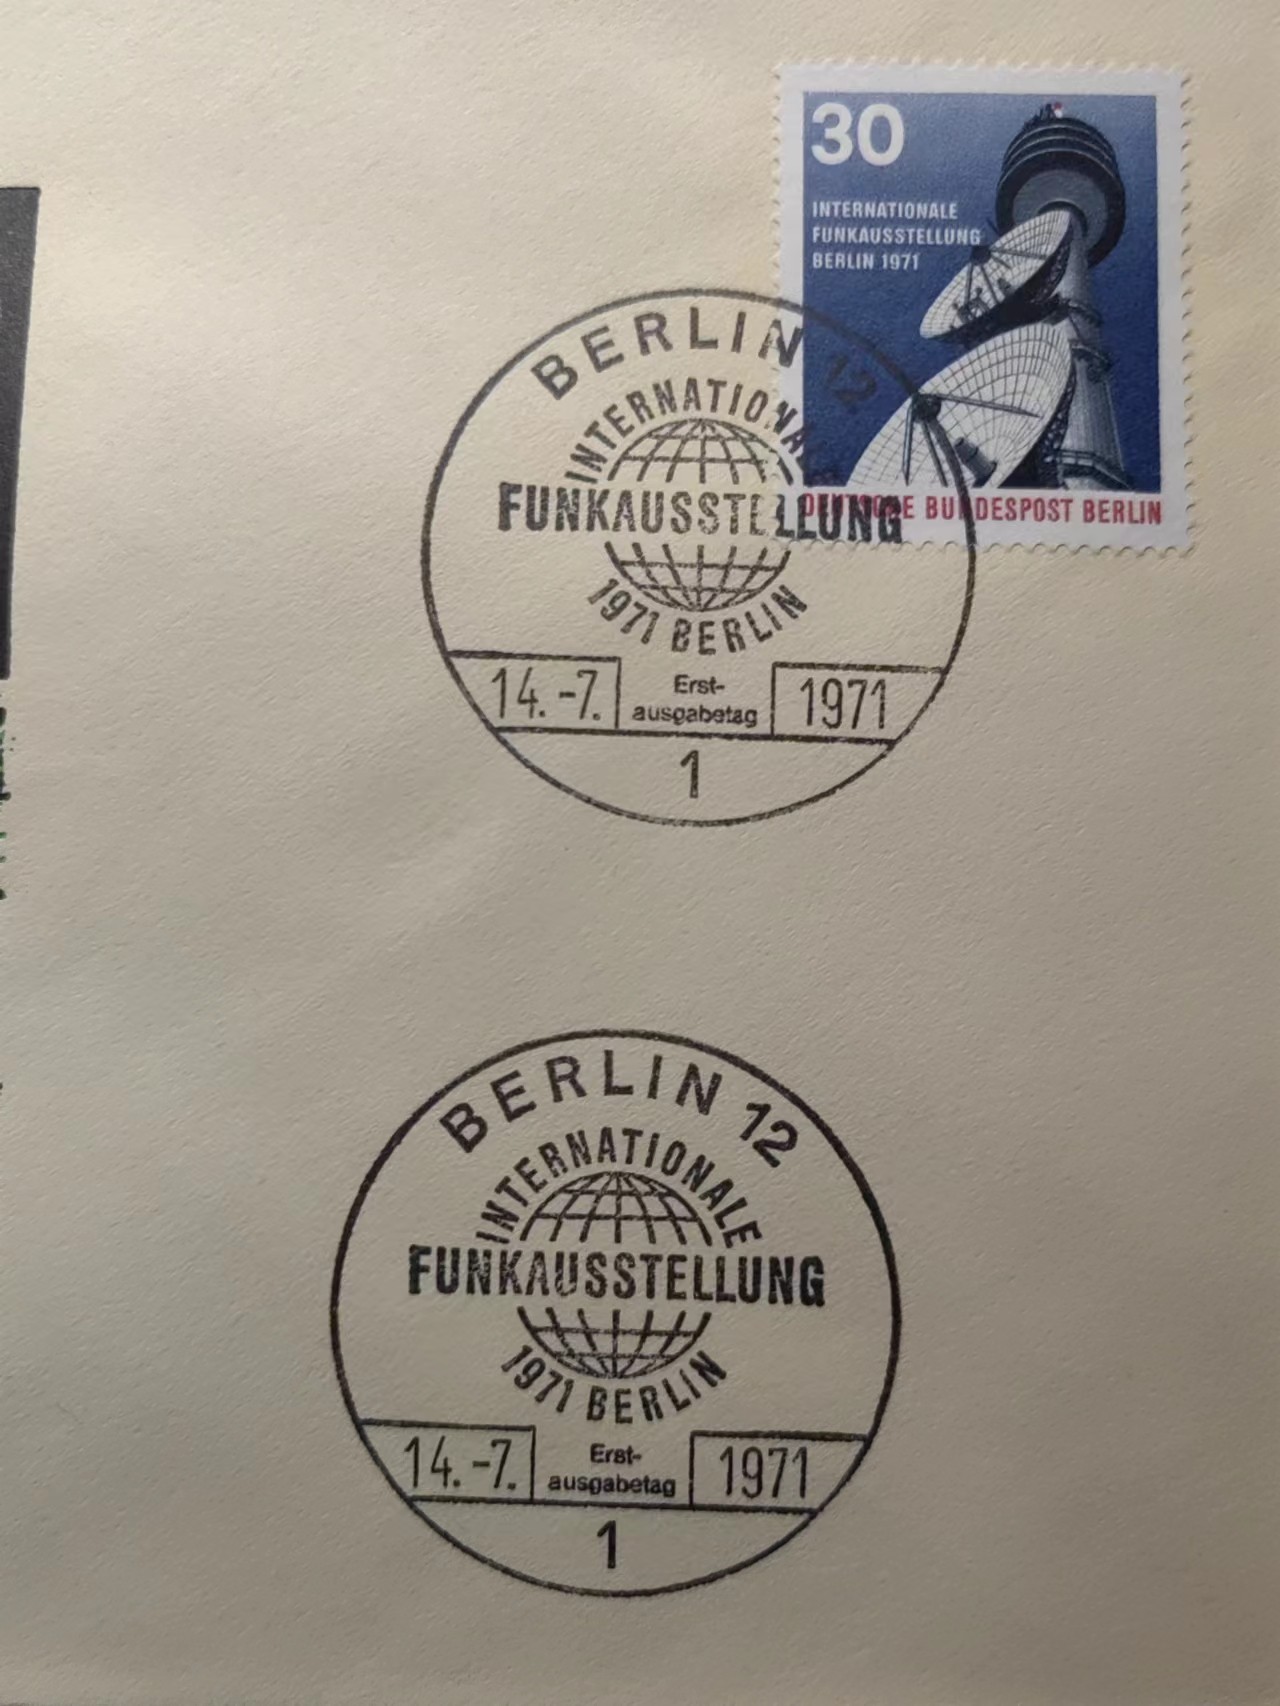 30
INTERNATIONALE
FUNKAUSSTELLUNG
BERLIN 1971
DEUTSCHE BUNDESPOST BERLIN
BERLIN 12
INTERNATIONALE
FUNKAUSSTELLUNG
1971 BERLIN
14.-7. Erst-
ausgabetag 1971
1
BERLIN 12
INTERNATIONALE
FUNKAUSSTELLUNG
1971 BERLIN
14.-7. Erst-
ausgabetag 1971
1